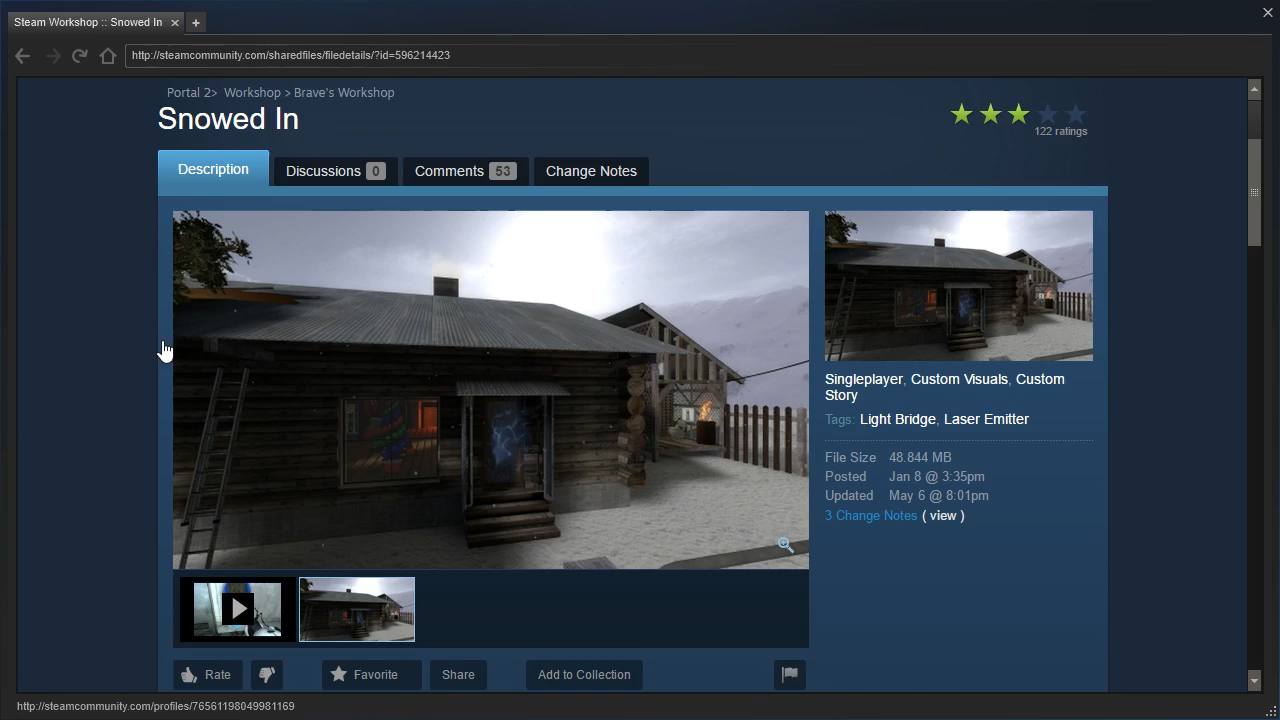 Steam Workshop :: Snowed In
http://steamcommunity.com/sharedfiles/filedetails/?id=596214423
Portal 2> Workshop > Brave's Workshop
Snowed In
122 ratings
Description
Discussions 0
Comments 53
Change Notes
Singleplayer, Custom Visuals, Custom
Story
Tags: Light Bridge, Laser Emitter
File Size 48.844 MB
Posted Jan 8 @ 3:35pm
Updated May 6 @ 8:01pm
3 Change Notes ( view )
Rate
Favorite
Share
Add to Collection
http://steamcommunity.com/profiles/76561198049981169